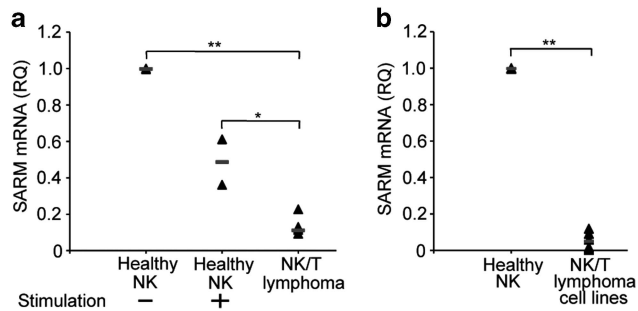 a
SARM mRNA (RQ)
1.2
1.0
0.8
0.6
0.4
0.2
0
**
*
Healthy NK
Healthy NK
NK/T lymphoma
Stimulation − +
b
SARM mRNA (RQ)
1.2
1.0
0.8
0.6
0.4
0.2
0
**
Healthy NK
NK/T lymphoma cell lines